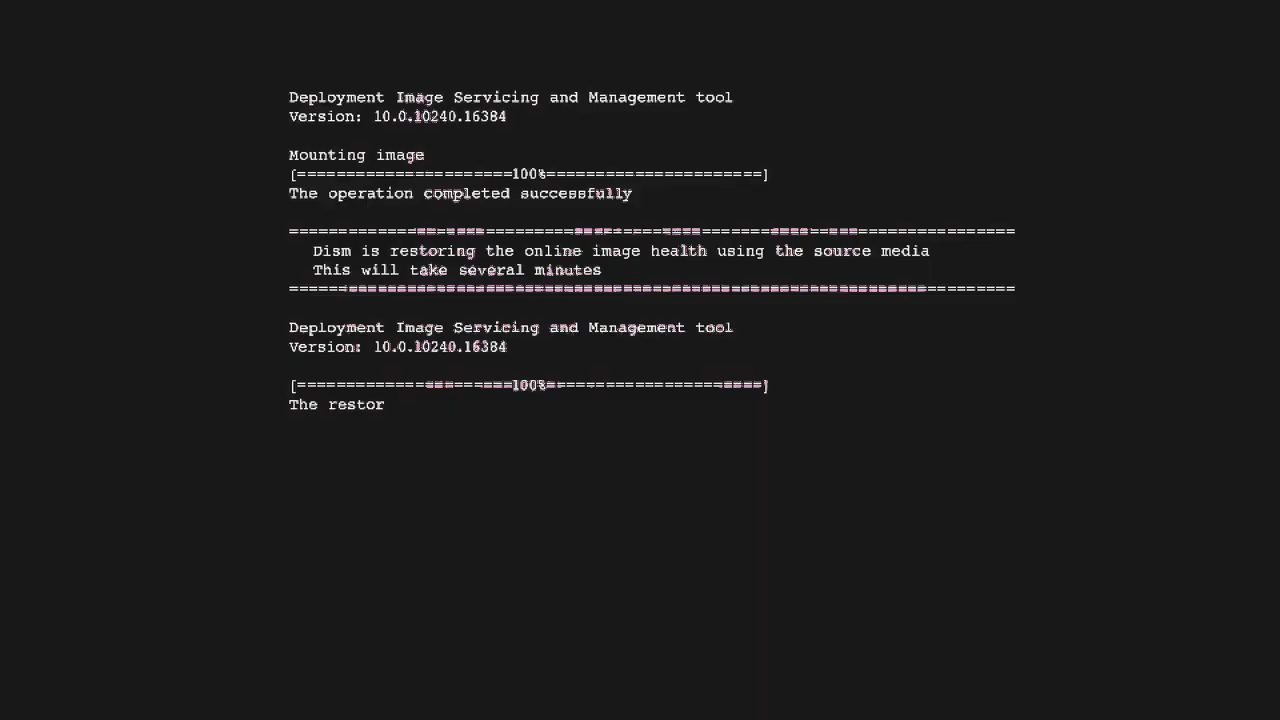 Deployment Image Servicing and Management tool
Version: 10.0.10240.16384
Mounting image
[======================100%======================]
The operation completed successfully
===========================================================================
Dism is restoring the online image health using the source media
This will take several minutes
===========================================================================
Deployment Image Servicing and Management tool
Version: 10.0.10240.16384
[======================100%======================]
The restor